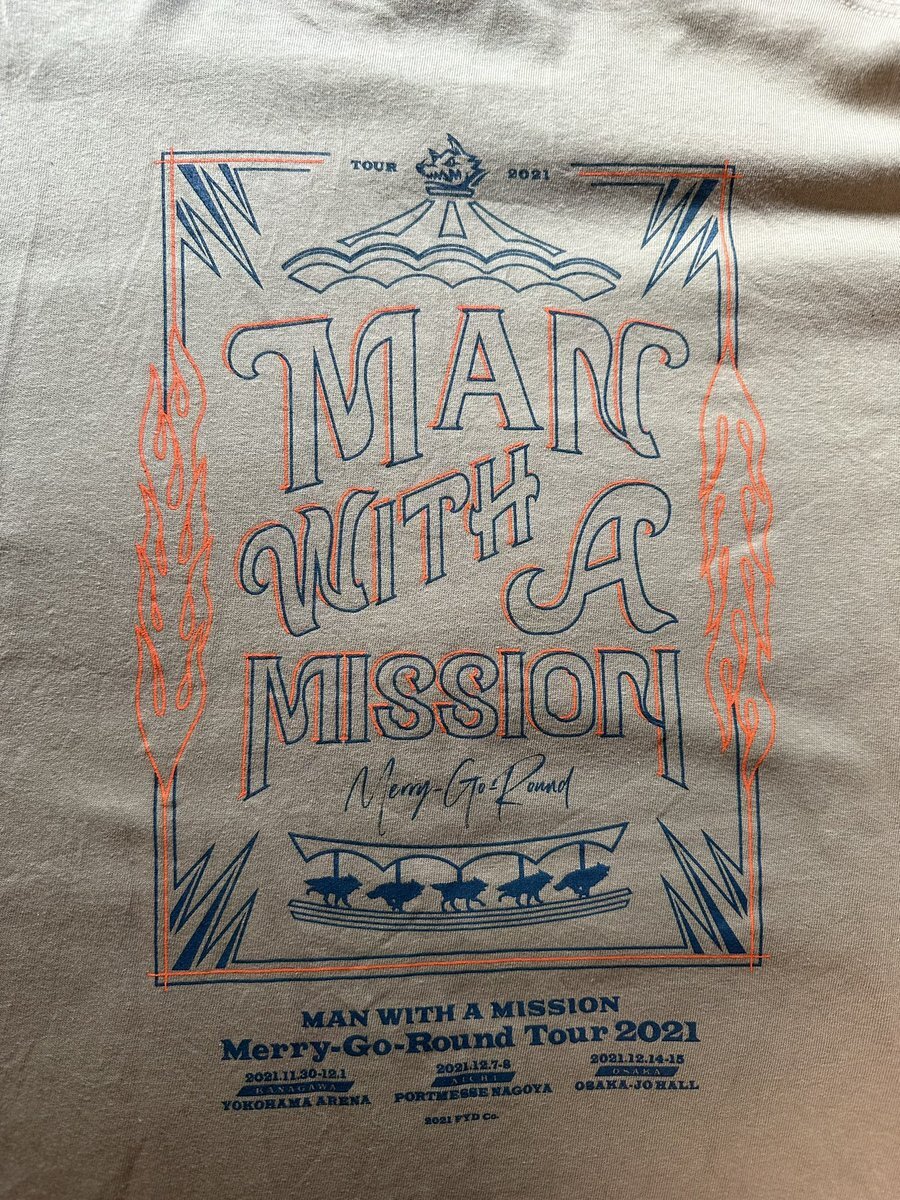 TOUR 2021
MAN
WITH A
MISSION
Merry-Go-Round
MAN WITH A MISSION
Merry-Go-Round Tour 2021
2021.11.30-12.1
KANAGAWA
YOKOHAMA ARENA
2021.12.7-8
AICHI
PORTMESSE NAGOYA
2021.12.14-15
OSAKA
OSAKA-JO HALL
2021 FYD Co.